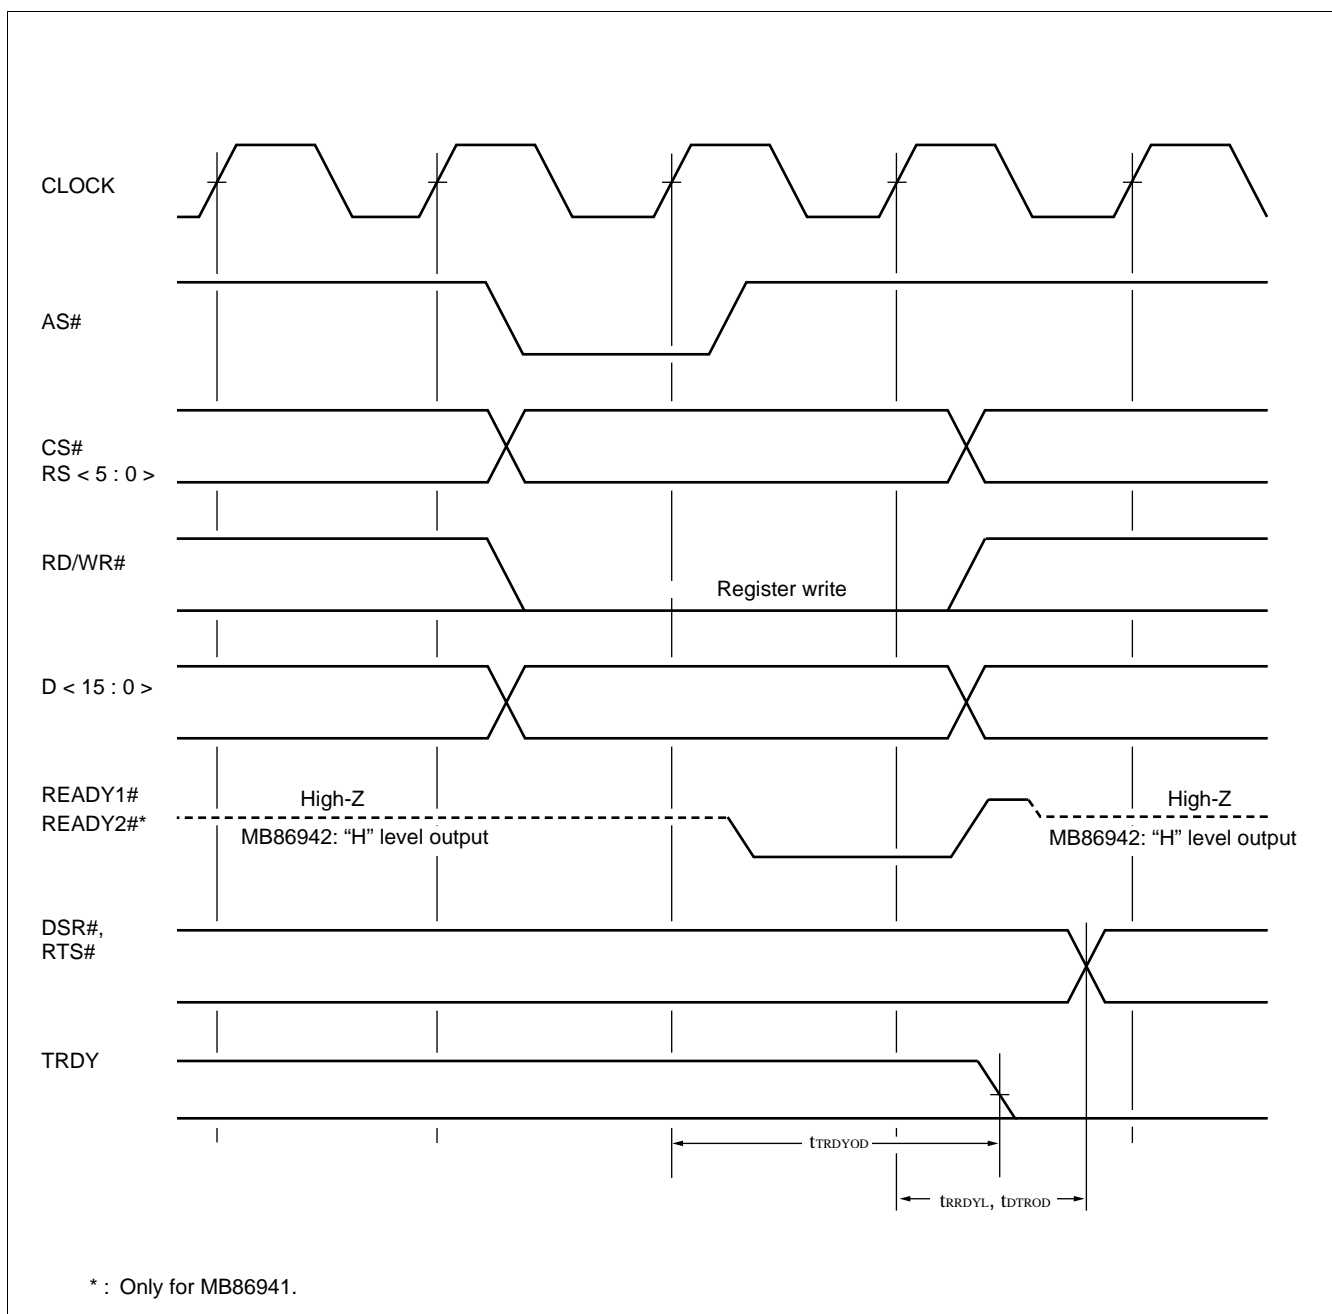 CLOCK
AS#
CS#
RS < 5 : 0 >
RD/WR#
Register write
D < 15 : 0 >
READY1#
High-Z
High-Z
READY2#*
MB86942: “H” level output
MB86942: “H” level output
DSR#,
RTS#
TRDY
tTRDYOD
tRRDYL, tDTROD
* : Only for MB86941.